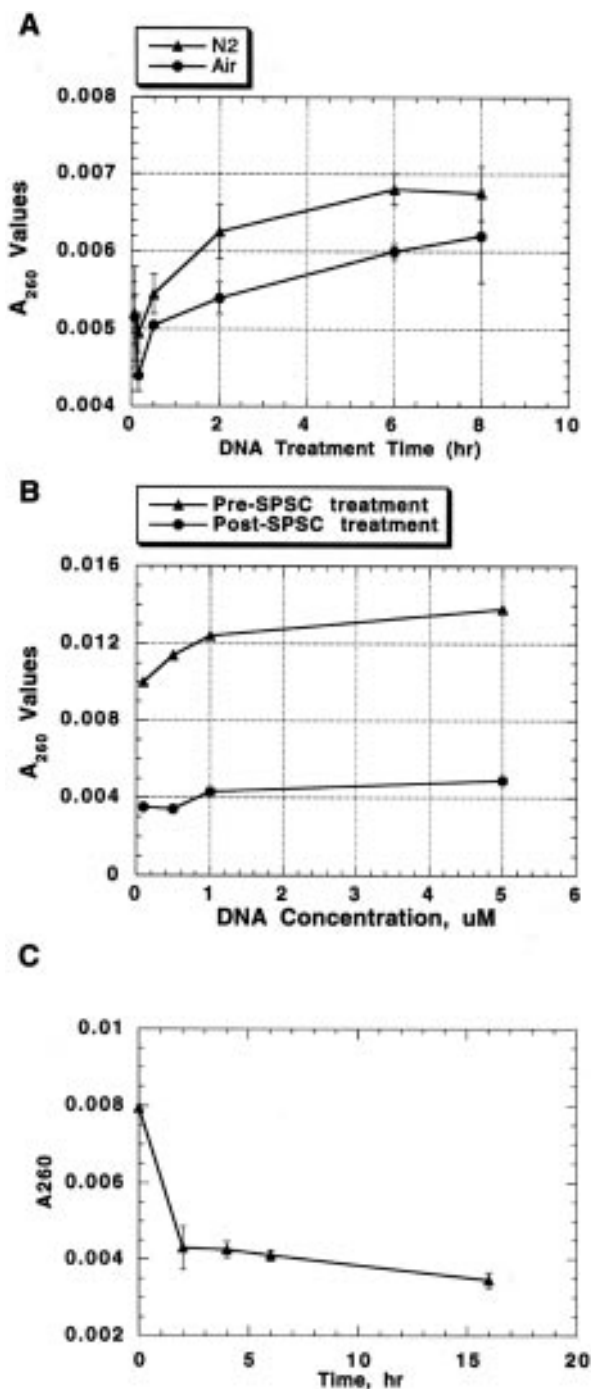 A
N2
Air
0.008
0.007
0.006
0.005
0.004
A260 Values
0 2 4 6 8 10
DNA Treatment Time (hr)
B
Pre-SPSC treatment
Post-SPSC treatment
0.016
0.012
0.008
0.004
0
A260 Values
0 1 2 3 4 5 6
DNA Concentration, uM
C
0.01
0.008
0.006
0.004
0.002
A260
0 5 10 15 20
Time, hr